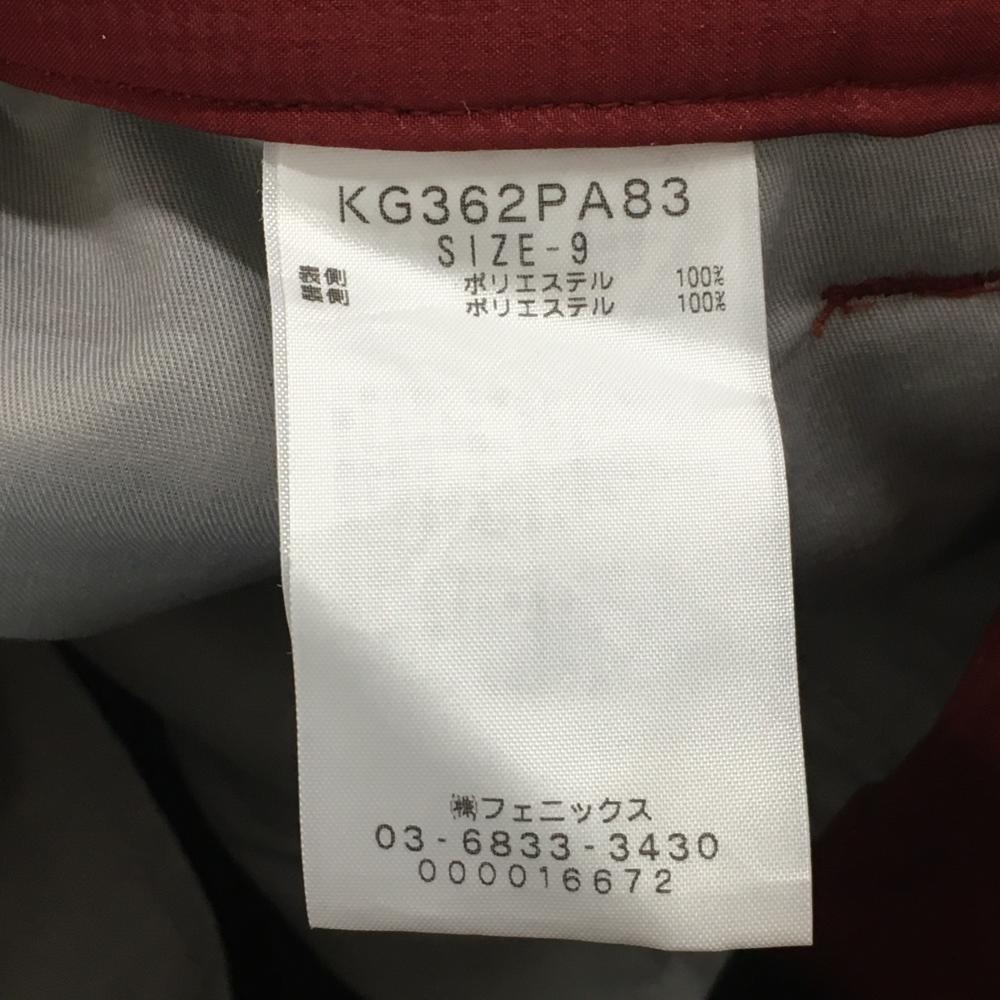 KG362PA83
SIZE-9
表側 ポリエステル 100%
裏側 ポリエステル 100%
㈱フェニックス
03-6833-3430
000016672